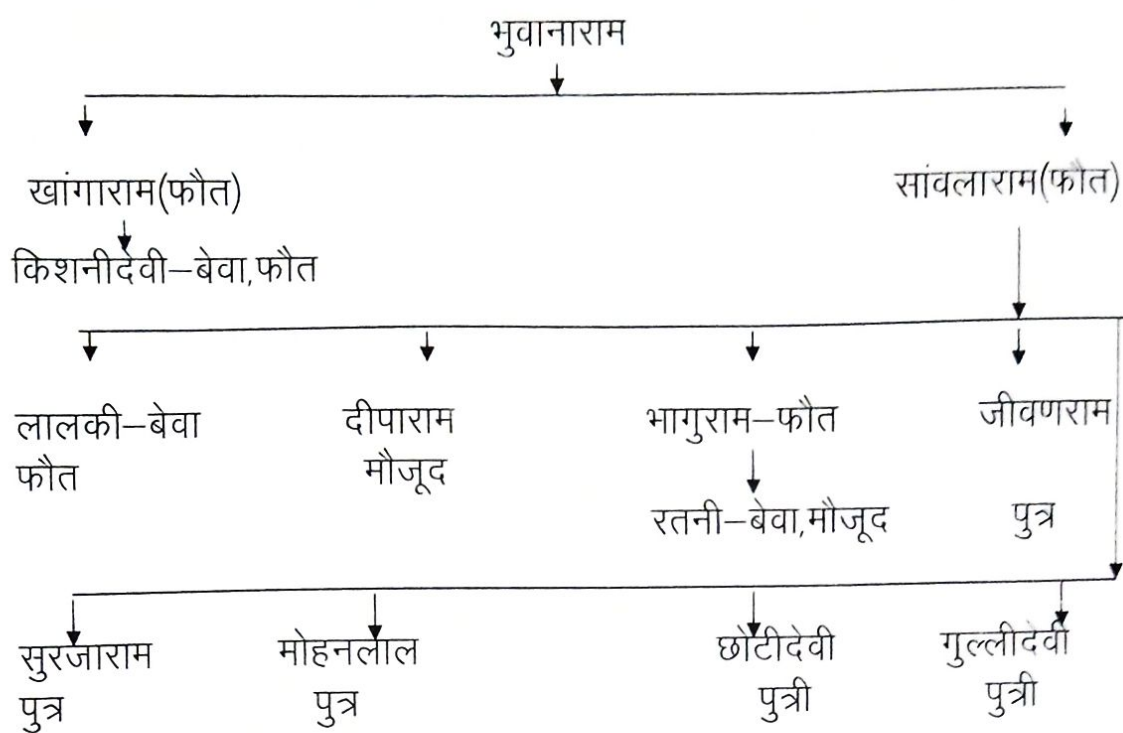 भुवानाराम
खांगाराम(फौत) सांवलाराम(फौत)
किशनीदेवी–बेवा,फौत
लालकी–बेवा दीपाराम भागुराम–फौत जीवणराम
फौत मौजूद
रतनी–बेवा,मौजूद पुत्र
सुरजाराम मोहनलाल छोटीदेवी गुल्लीदेवी
पुत्र पुत्र पुत्री पुत्री